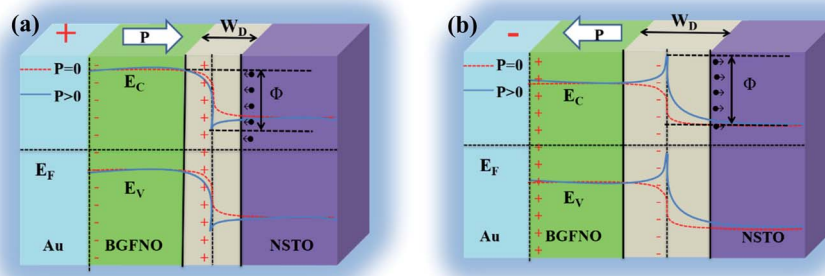 (a)
+
P
W_D
P=0
P>0
E_C
Φ
E_F
E_V
Au
BGFNO
NSTO
(b)
-
P
W_D
P=0
P>0
E_C
Φ
E_F
E_V
Au
BGFNO
NSTO